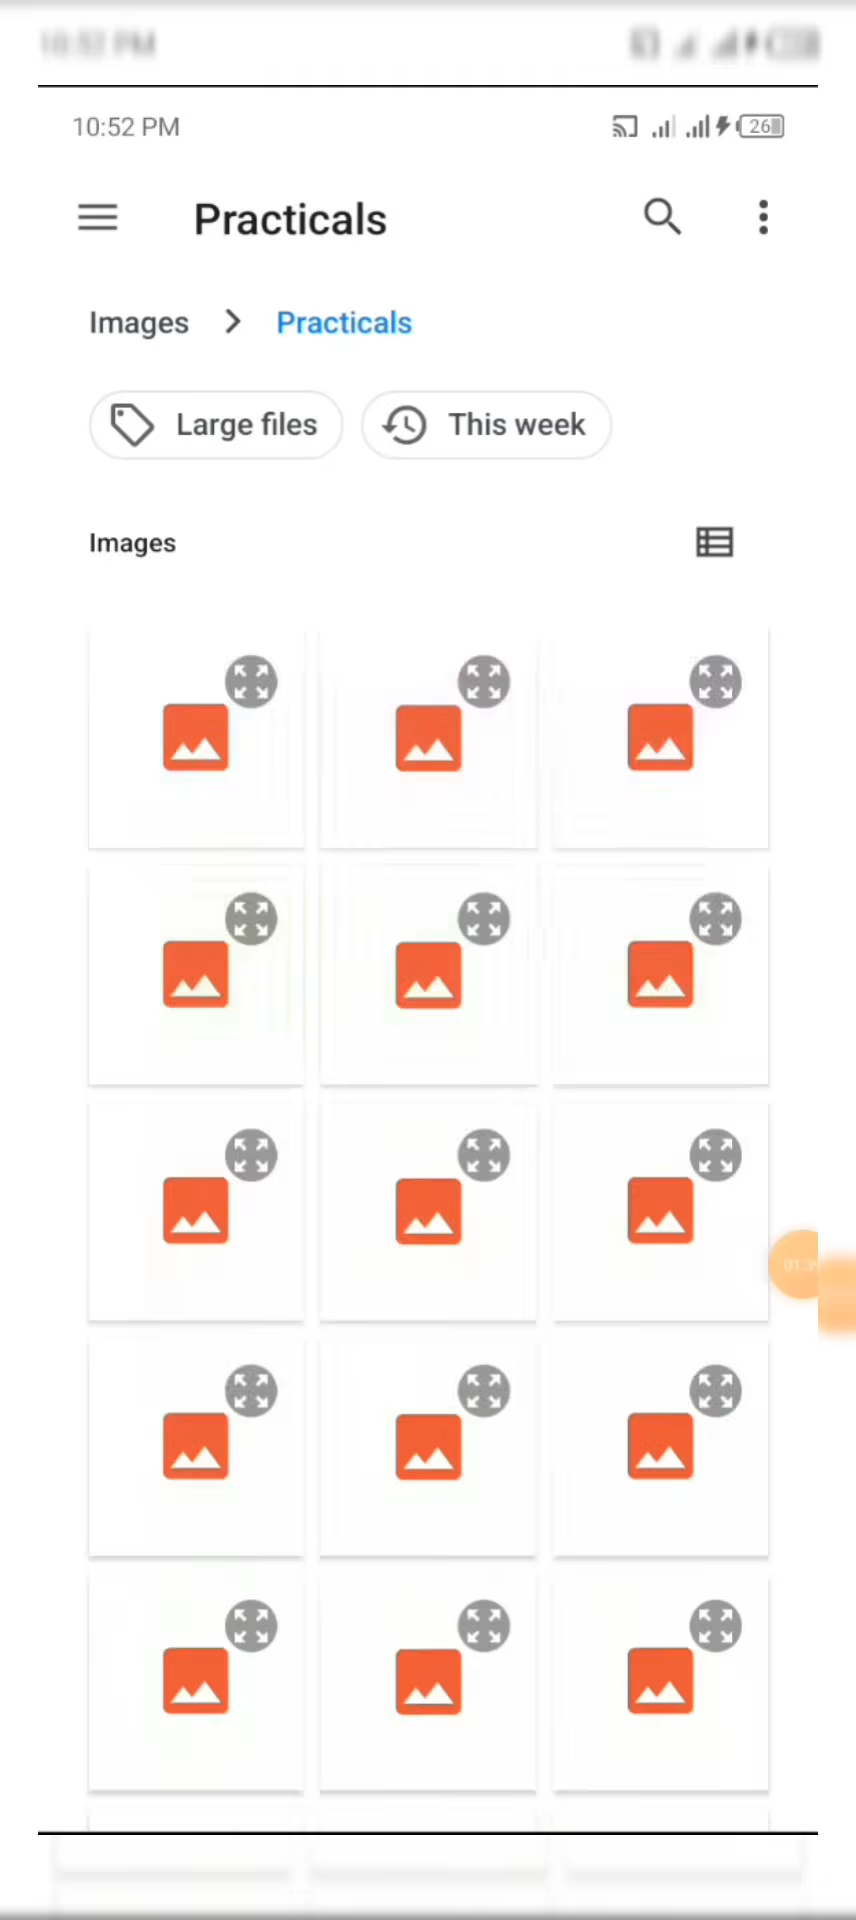 10:52 PM
26
Practicals
Images > Practicals
Large files
This week
Images